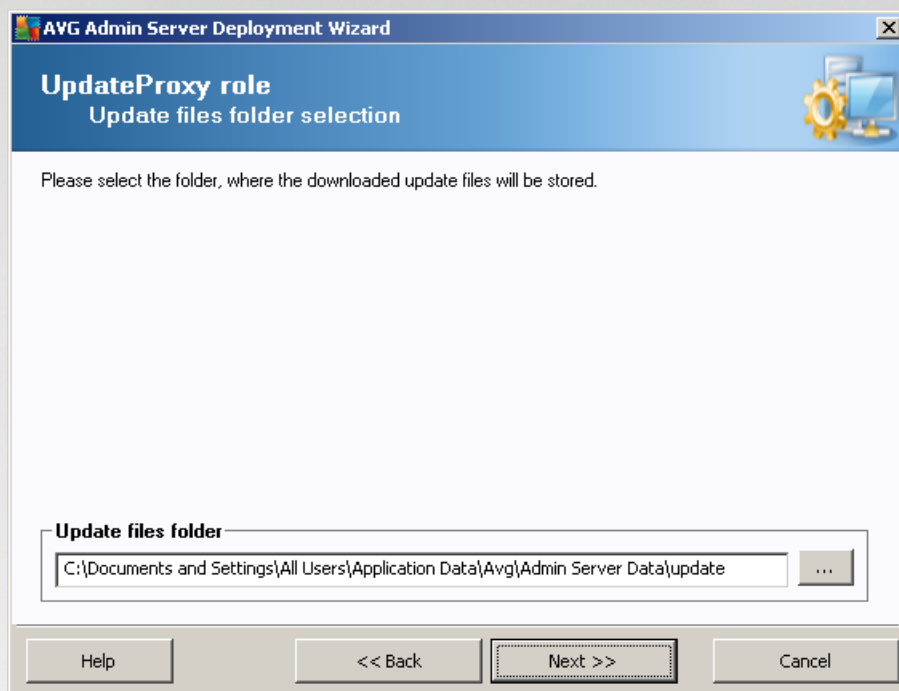 AVG Admin Server Deployment Wizard
UpdateProxy role
Update files folder selection
Please select the folder, where the downloaded update files will be stored.
Update files folder
C:\Documents and Settings\All Users\Application Data\Avg\Admin Server Data\update
...
Help
<< Back
Next >>
Cancel